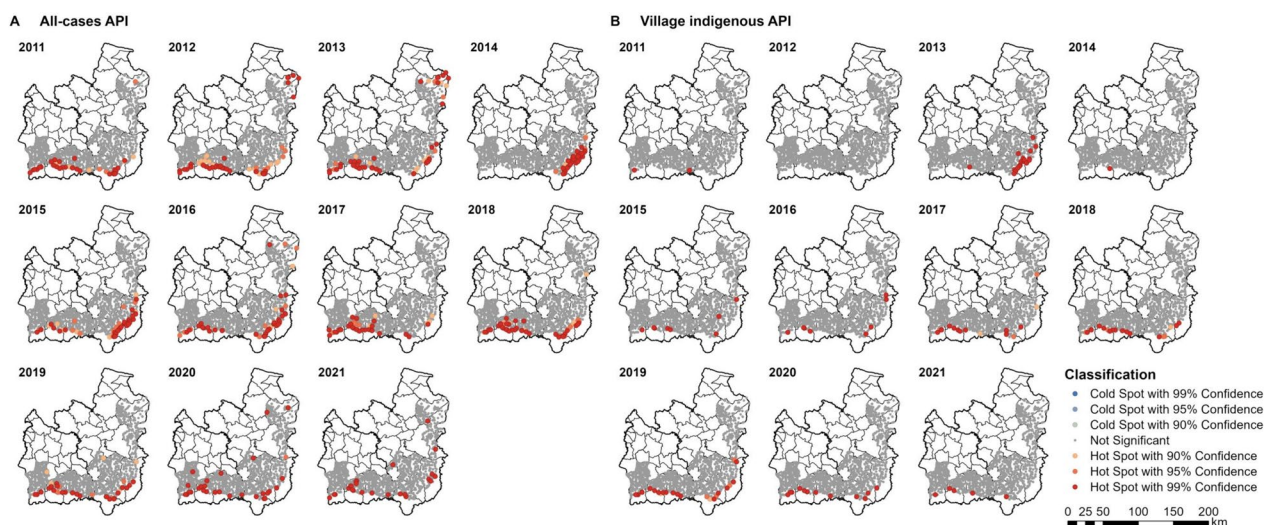 A All-cases API
B Village indigenous API
2011
2012
2013
2014
2011
2012
2013
2014
2015
2016
2017
2018
2015
2016
2017
2018
2019
2020
2021
2019
2020
2021
Classification
Cold Spot with 99% Confidence
Cold Spot with 95% Confidence
Cold Spot with 90% Confidence
Not Significant
Hot Spot with 90% Confidence
Hot Spot with 95% Confidence
Hot Spot with 99% Confidence
0 25 50 100 150 200
km